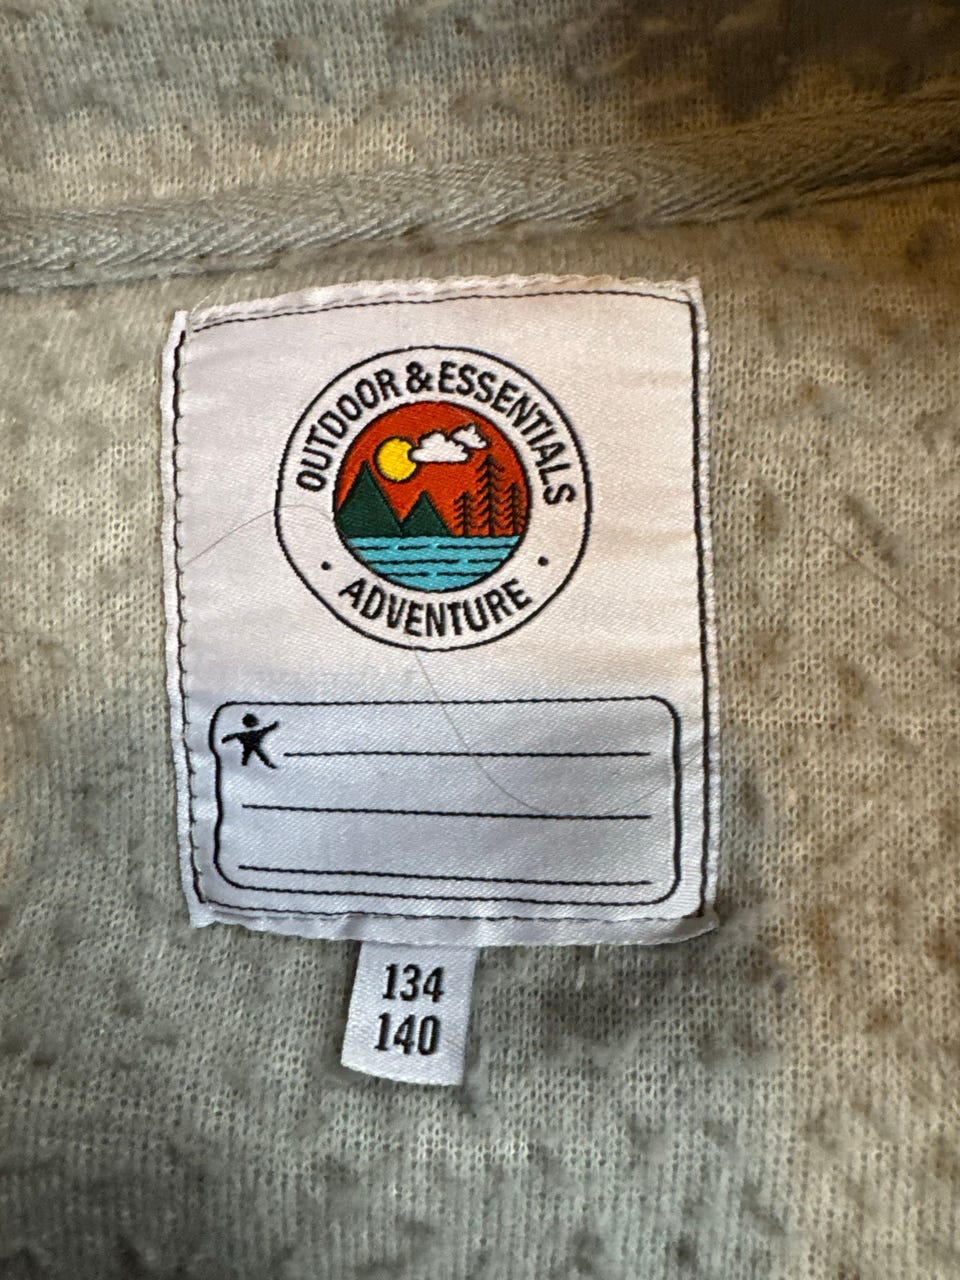 OUTDOOR & ESSENTIALS
ADVENTURE
134
140